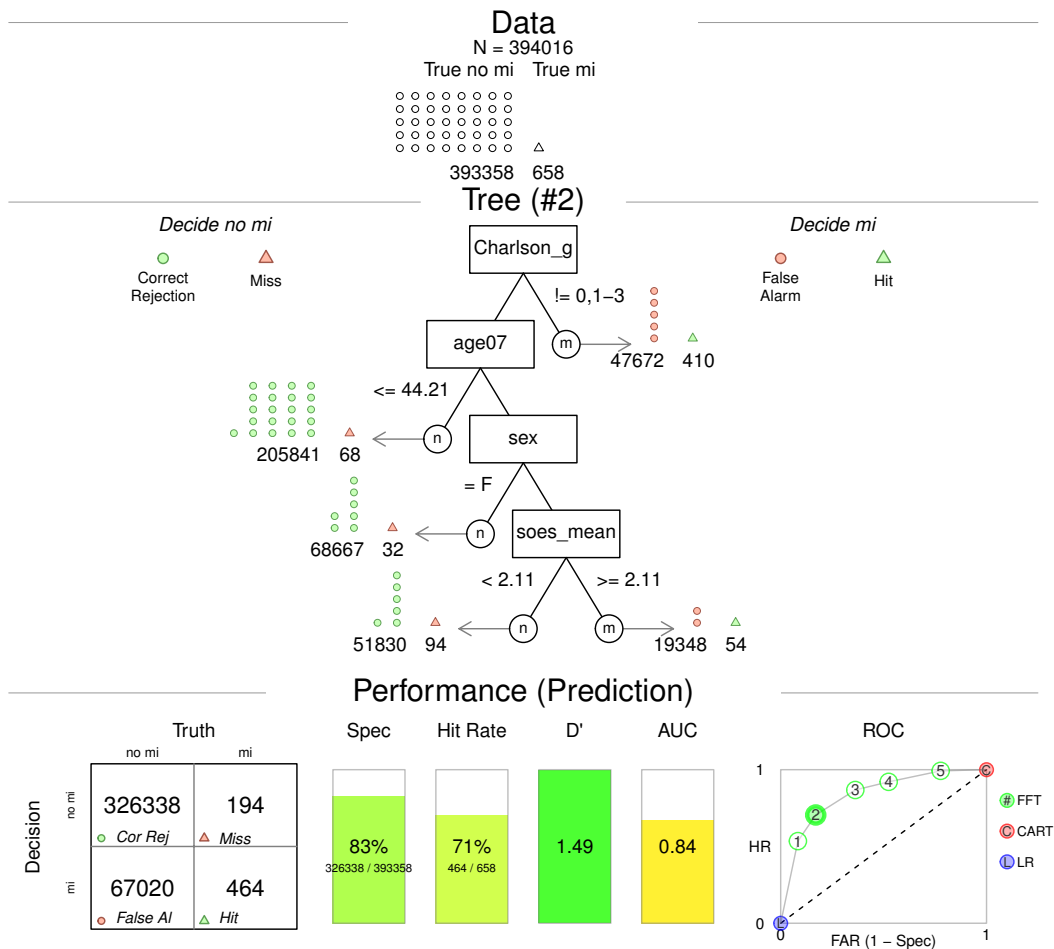 Data
N = 394016
True no mi True mi
393358 658
Tree (#2)
Decide no mi
Decide mi
Correct
Rejection
Miss
False
Alarm
Hit
Charlson_g
!= 0,1−3
m
47672 410
age07
<= 44.21
n
205841 68
sex
= F
n
68667 32
soes_mean
< 2.11
>= 2.11
n
m
51830 94
19348 54
Performance (Prediction)
Truth
no mi mi
Decision
no mi
326338 194
Cor Rej Miss
mi
67020 464
False Al Hit
Spec
83%
326338 / 393358
Hit Rate
71%
464 / 658
D'
1.49
AUC
0.84
ROC
1
HR
0
0
1
FAR (1 − Spec)
1
2
3
4
5
C
L
# FFT
C CART
L LR